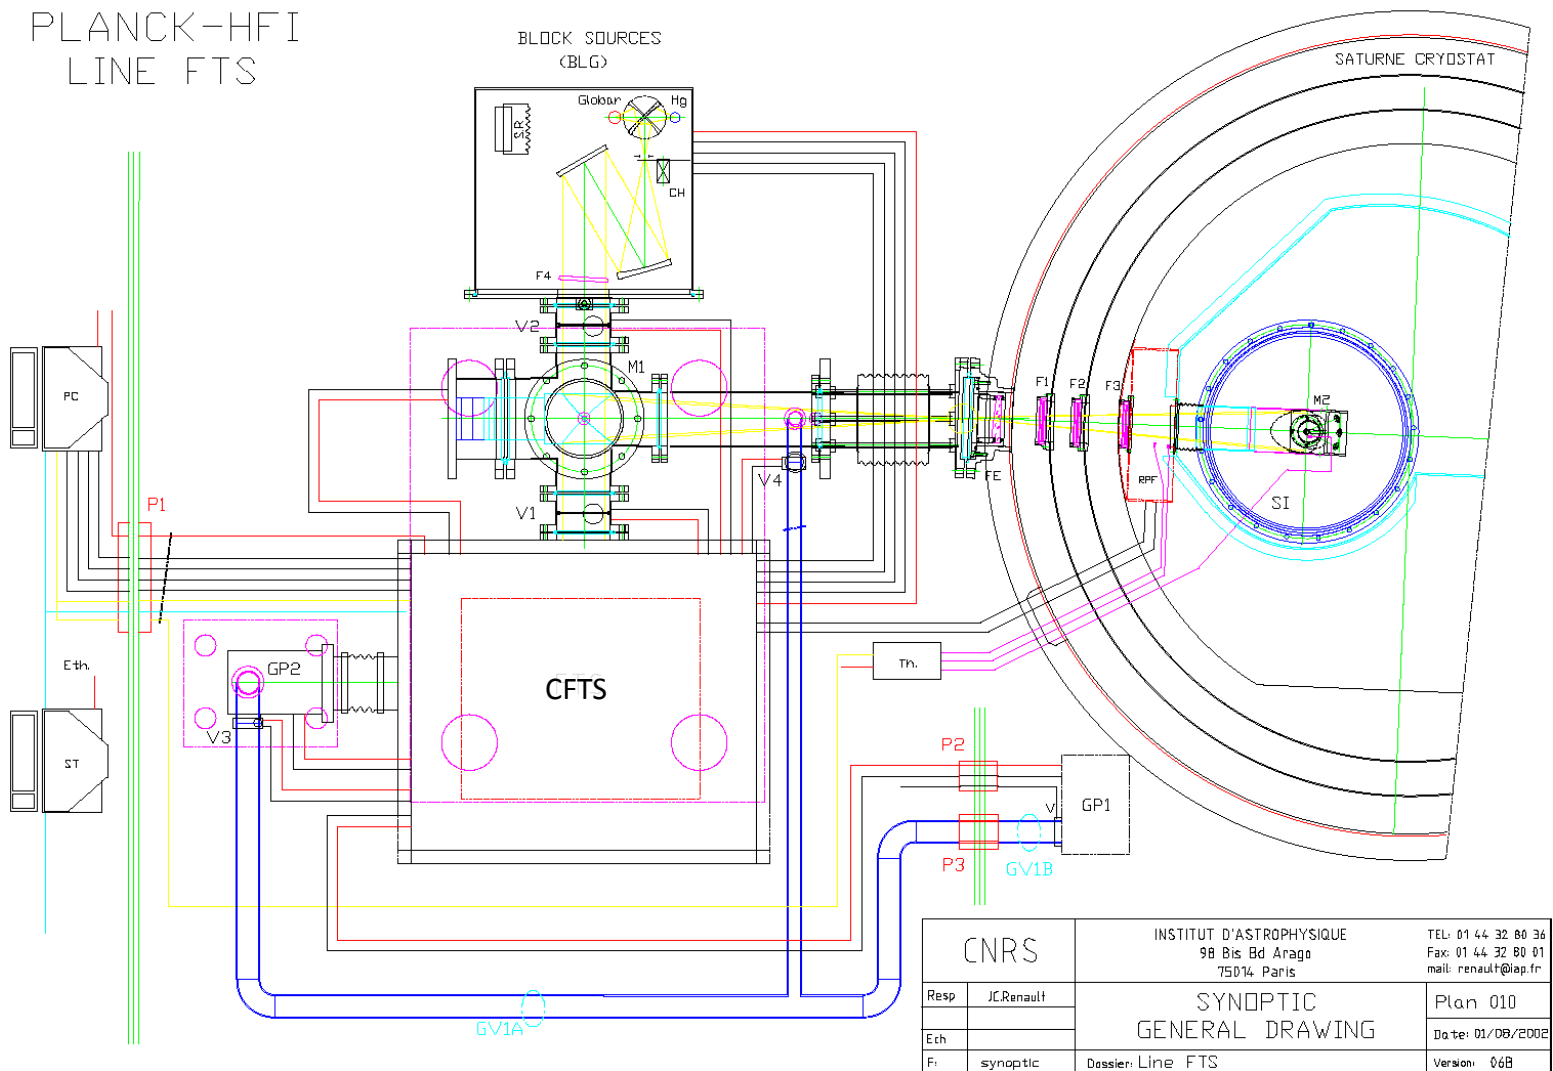 PLANCK-HFI
LINE FTS
BLOCK SOURCES
(BLG)
SATURNE CRYOSTAT
Globar
Hg
SR
CH
F4
V2
M1
PC
F1
F2
F3
M2
V4
FE
RPF
SI
P1
V1
Eth.
GP2
CFTS
Th.
V3
ST
P2
V
GP1
P3
GV1B
GV1A
CNRS
INSTITUT D'ASTROPHYSIQUE
98 Bis Bd Arago
75014 Paris
TEL: 01 44 32 80 36
Fax: 01 44 32 80 01
mail: renault@iap.fr
Resp
JC.Renault
SYNOPTIC
GENERAL DRAWING
Plan 010
Ech
Date: 01/08/2002
F:
synoptic
Dossier: Line FTS
Version: 06B